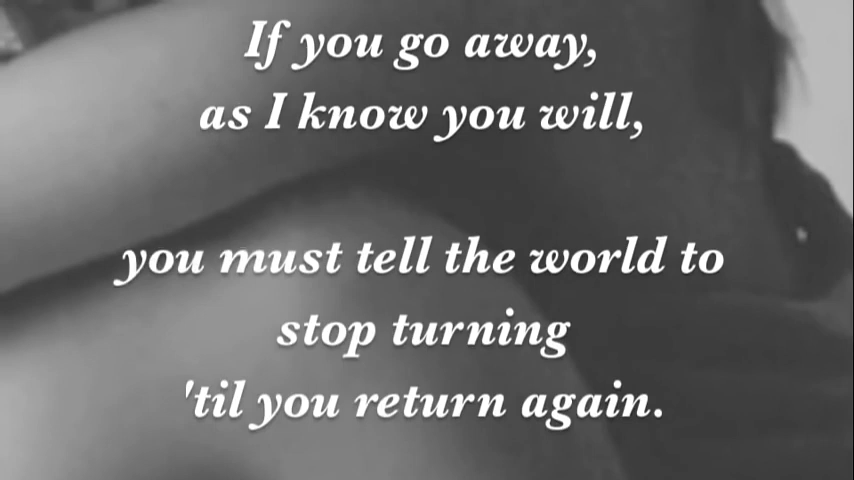 If you go away,
as I know you will,
you must tell the world to
stop turning
'til you return again.